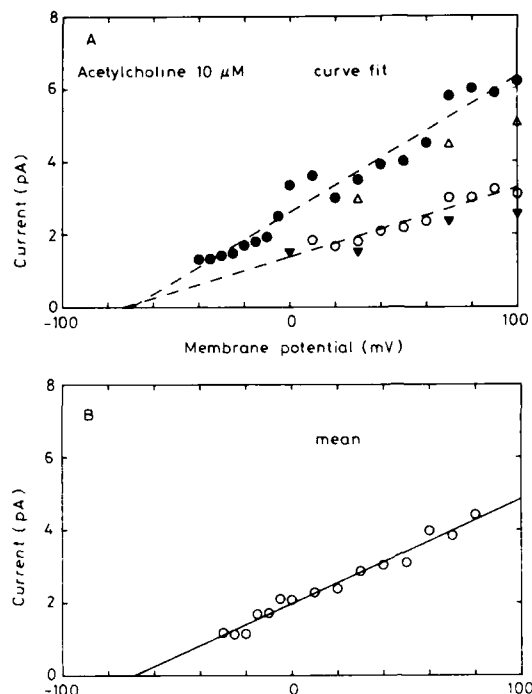 A
Acetylcholine 10 µM curve fit
8
6
4
2
0
Current (pA)
-100 0 100
Membrane potential (mV)
B
mean
8
6
4
2
0
Current (pA)
-100 0 100